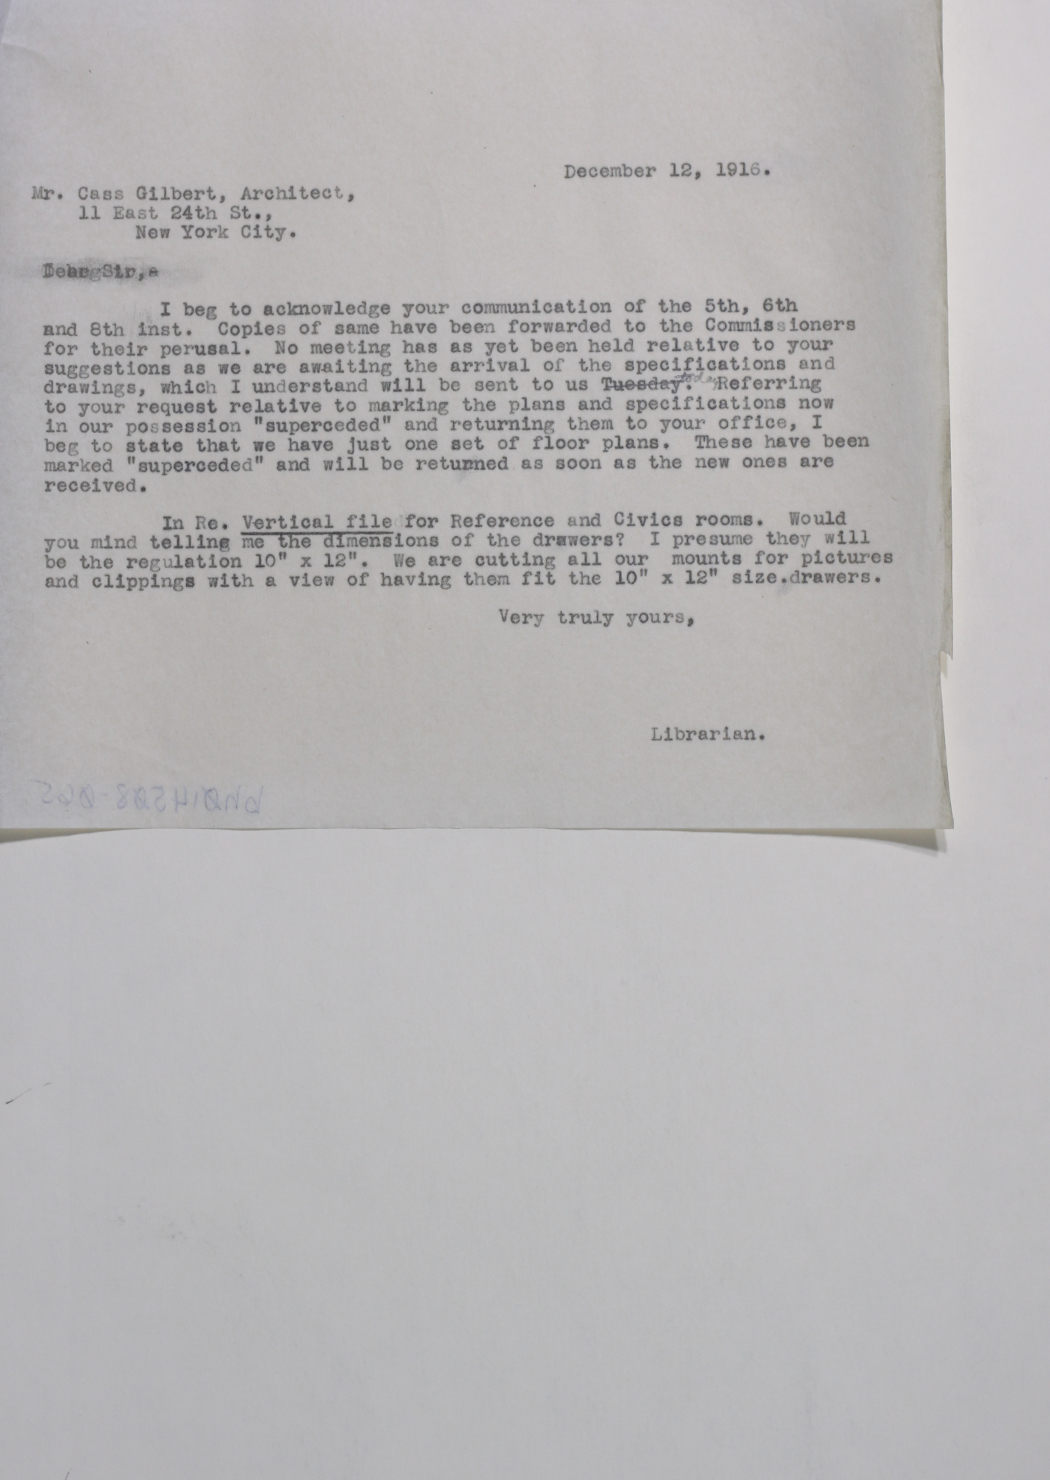 December 12, 1916.
Mr. Cass Gilbert, Architect,
11 East 24th St.,
New York City.
Dear Sir,
I beg to acknowledge your communication of the 5th, 6th
and 8th inst. Copies of same have been forwarded to the Commissioners
for their perusal. No meeting has as yet been held relative to your
suggestions as we are awaiting the arrival of the specifications and
drawings, which I understand will be sent to us Tuesday. today Referring
to your request relative to marking the plans and specifications now
in our possession "superceded" and returning them to your office, I
beg to state that we have just one set of floor plans. These have been
marked "superceded" and will be returned as soon as the new ones are
received.
In Re. Vertical file for Reference and Civics rooms. Would
you mind telling me the dimensions of the drawers? I presume they will
be the regulation 10" x 12". We are cutting all our mounts for pictures
and clippings with a view of having them fit the 10" x 12" size.drawers.
Very truly yours,
Librarian.